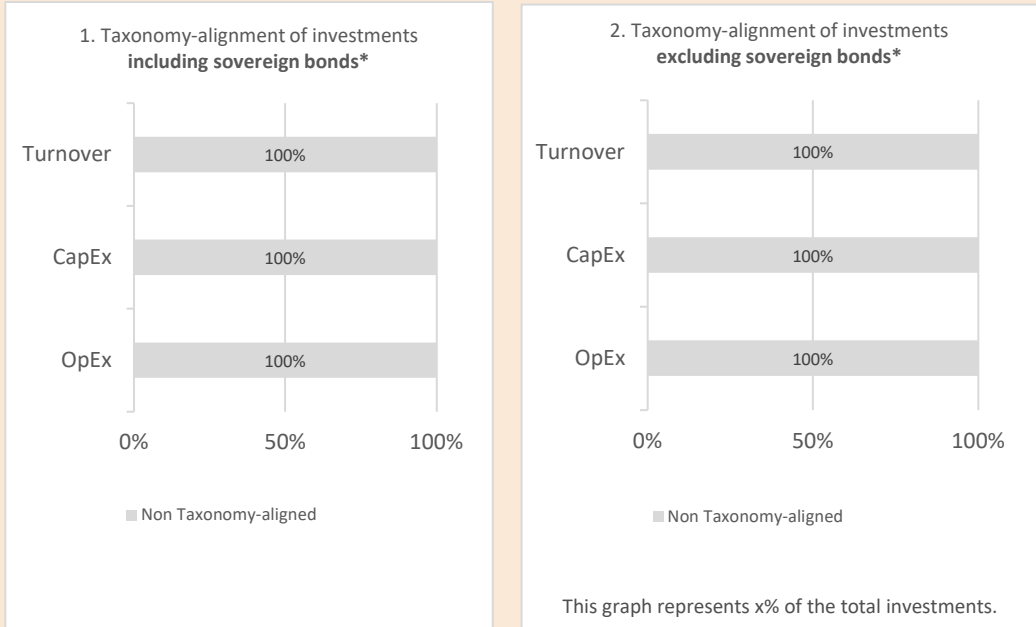 1. Taxonomy-alignment of investments
including sovereign bonds*
Turnover
100%
CapEx
100%
OpEx
100%
0% 50% 100%
Non Taxonomy-aligned
2. Taxonomy-alignment of investments
excluding sovereign bonds*
Turnover
100%
CapEx
100%
OpEx
100%
0% 50% 100%
Non Taxonomy-aligned
This graph represents x% of the total investments.